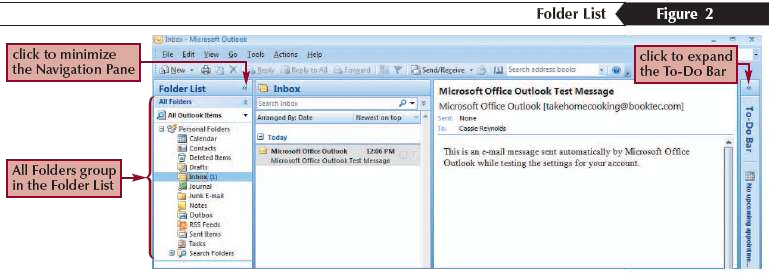 Folder List Figure 2
Inbox - Microsoft Outlook
File Edit View Go Tools Actions Help
New Reply Reply to All Forward Send/Receive Search address books
click to minimize
the Navigation Pane
click to expand
the To-Do Bar
All Folders group
in the Folder List
Folder List
All Folders
All Outlook Items
Personal Folders
Calendar
Contacts
Deleted Items
Drafts
Inbox (1)
Journal
Junk E-mail
Notes
Outbox
RSS Feeds
Sent Items
Tasks
Search Folders
Inbox
Search Inbox
Arranged By: Date Newest on top
Today
Microsoft Office Outlook 12:06 PM
Microsoft Office Outlook Test Message
Microsoft Office Outlook Test Message
Microsoft Office Outlook [takehomecooking@booktec.com]
Sent: None
To: Cassie Reynolds
This is an e-mail message sent automatically by Microsoft Office
Outlook while testing the settings for your account.
To-Do Bar
No upcoming appointmen...